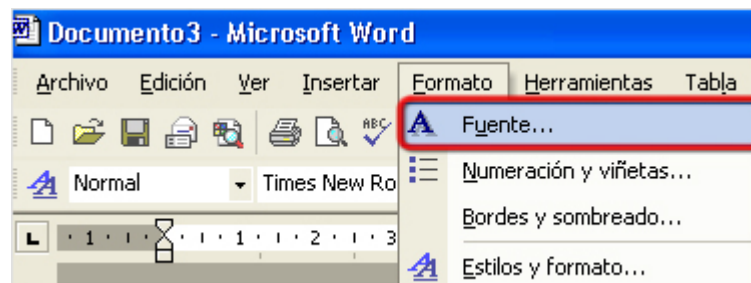 Documento3 - Microsoft Word
Archivo Edición Ver Insertar Formato Herramientas Tabla
ABC
A Fuente...
Normal Times New Ro
Numeración y viñetas...
Bordes y sombreado...
L 1 1 2 3
Estilos y formato...